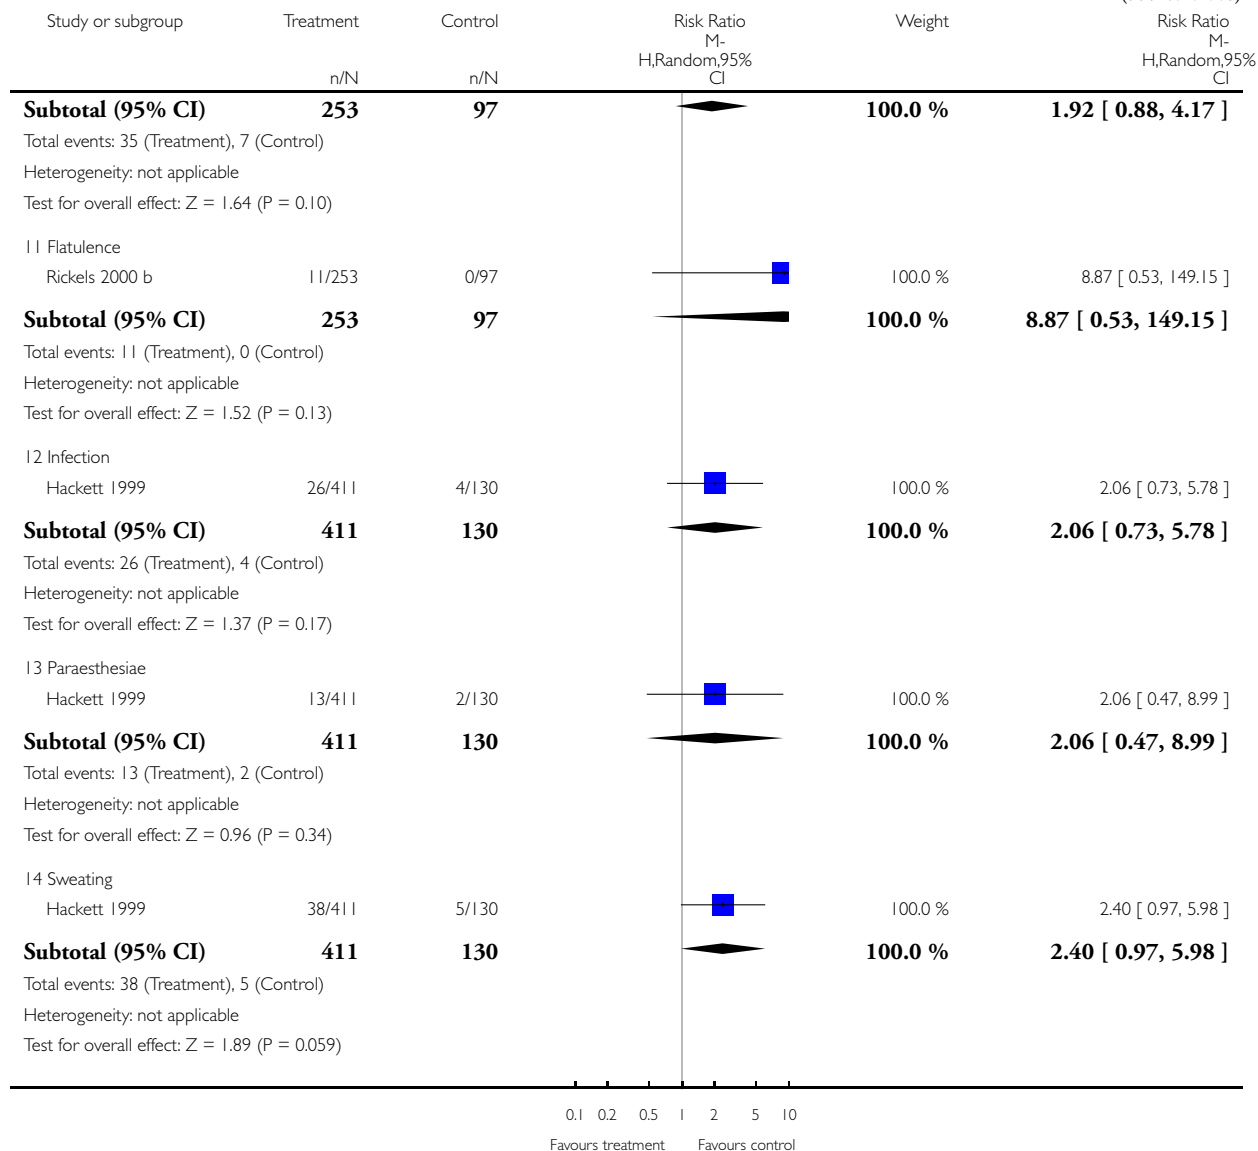 Study or subgroup Treatment Control Risk Ratio Weight Risk Ratio
M- M-
H,Random,95% H,Random,95%
n/N n/N CI CI
Subtotal (95% CI) 253 97 100.0 % 1.92 [ 0.88, 4.17 ]
Total events: 35 (Treatment), 7 (Control)
Heterogeneity: not applicable
Test for overall effect: Z = 1.64 (P = 0.10)
11 Flatulence
Rickels 2000 b 11/253 0/97 100.0 % 8.87 [ 0.53, 149.15 ]
Subtotal (95% CI) 253 97 100.0 % 8.87 [ 0.53, 149.15 ]
Total events: 11 (Treatment), 0 (Control)
Heterogeneity: not applicable
Test for overall effect: Z = 1.52 (P = 0.13)
12 Infection
Hackett 1999 26/411 4/130 100.0 % 2.06 [ 0.73, 5.78 ]
Subtotal (95% CI) 411 130 100.0 % 2.06 [ 0.73, 5.78 ]
Total events: 26 (Treatment), 4 (Control)
Heterogeneity: not applicable
Test for overall effect: Z = 1.37 (P = 0.17)
13 Paraesthesiae
Hackett 1999 13/411 2/130 100.0 % 2.06 [ 0.47, 8.99 ]
Subtotal (95% CI) 411 130 100.0 % 2.06 [ 0.47, 8.99 ]
Total events: 13 (Treatment), 2 (Control)
Heterogeneity: not applicable
Test for overall effect: Z = 0.96 (P = 0.34)
14 Sweating
Hackett 1999 38/411 5/130 100.0 % 2.40 [ 0.97, 5.98 ]
Subtotal (95% CI) 411 130 100.0 % 2.40 [ 0.97, 5.98 ]
Total events: 38 (Treatment), 5 (Control)
Heterogeneity: not applicable
Test for overall effect: Z = 1.89 (P = 0.059)
0.1 0.2 0.5 1 2 5 10
Favours treatment Favours control